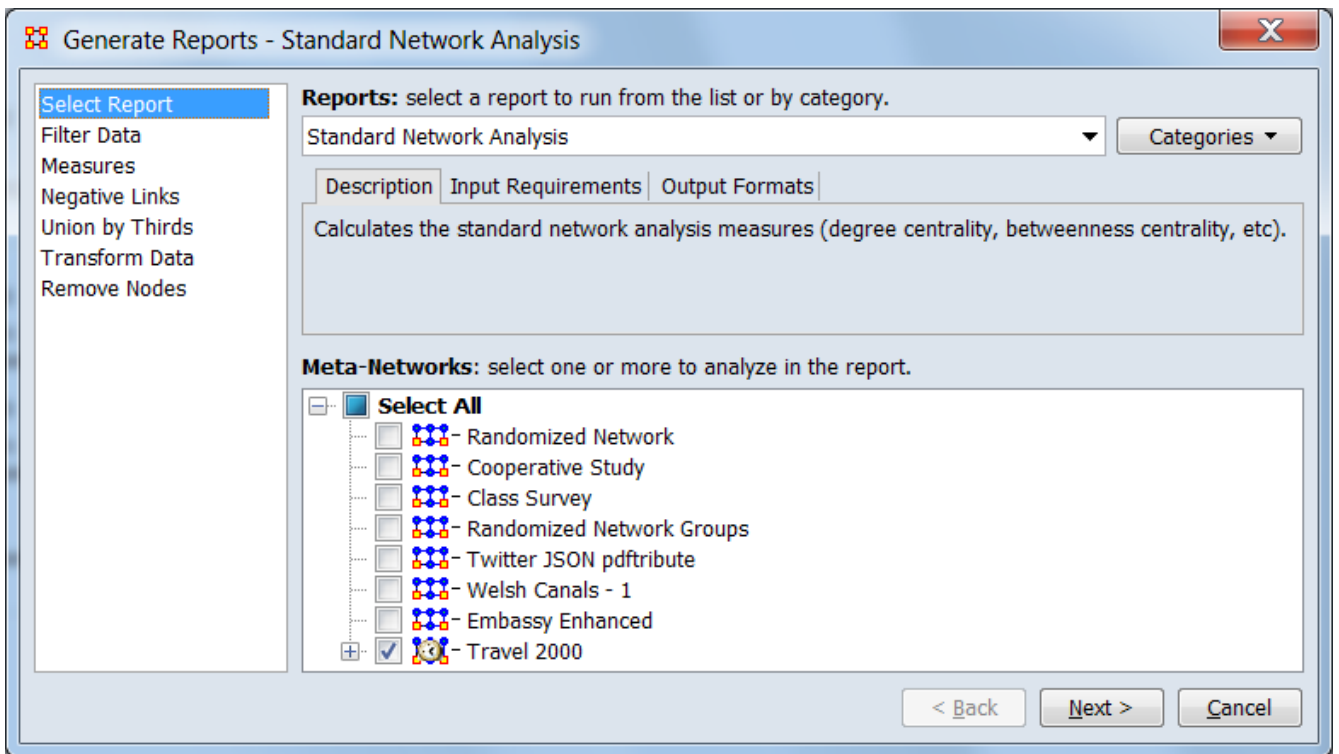 Generate Reports - Standard Network Analysis
Select Report
Filter Data
Measures
Negative Links
Union by Thirds
Transform Data
Remove Nodes
Reports: select a report to run from the list or by category.
Standard Network Analysis
Categories
Description
Input Requirements
Output Formats
Calculates the standard network analysis measures (degree centrality, betweenness centrality, etc).
Meta-Networks: select one or more to analyze in the report.
Select All
Randomized Network
Cooperative Study
Class Survey
Randomized Network Groups
Twitter JSON pdftribute
Welsh Canals - 1
Embassy Enhanced
Travel 2000
< Back
Next >
Cancel